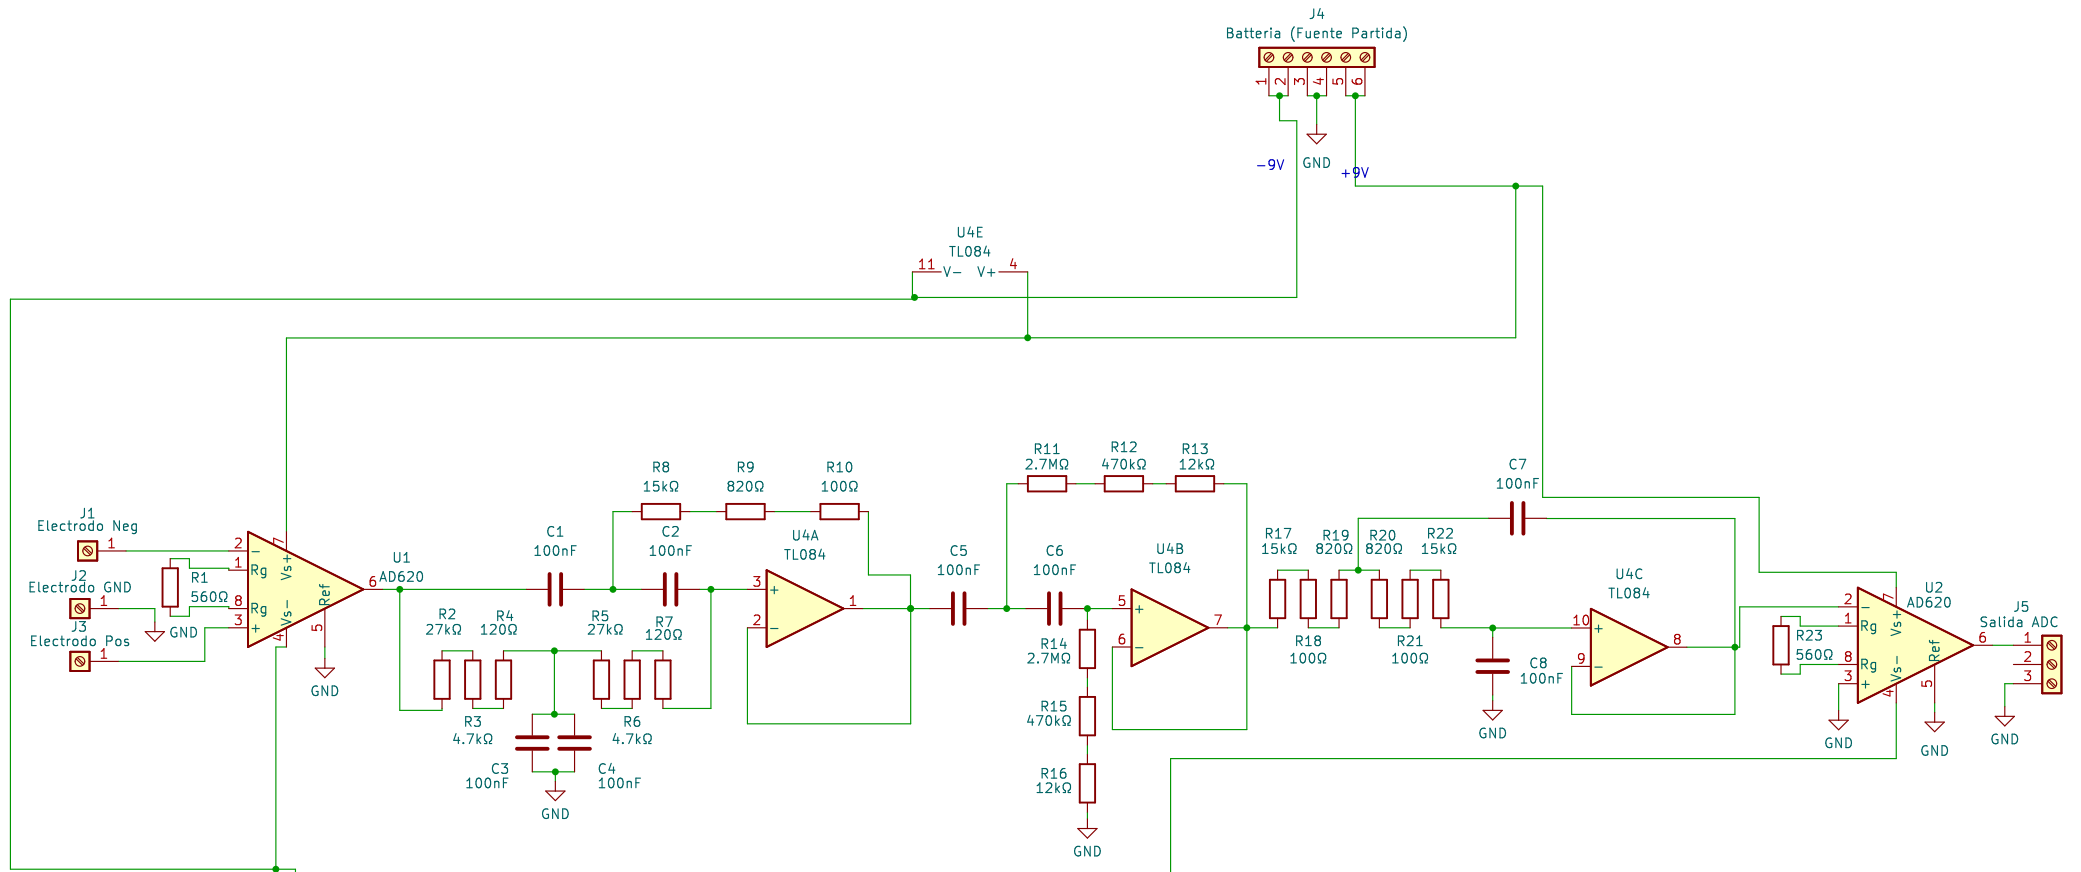 J4
Batteria (Fuente Partida)
1
2
3
4
5
6
-9V
GND
+9V
U4E
TL084
11
V-
V+
4
J1
Electrodo Neg
1
J2
Electrodo GND
1
J3
Electrodo Pos
1
GND
R1
560Ω
2
1
8
3
-
Rg
Rg
+
7
Vs+
Vs-
4
Ref
5
6
U1
AD620
GND
R2
27kΩ
R3
4.7kΩ
R4
120Ω
C1
100nF
C3
100nF
C4
100nF
GND
R5
27kΩ
R6
4.7kΩ
R7
120Ω
C2
100nF
R8
15kΩ
R9
820Ω
R10
100Ω
U4A
TL084
3
+
2
-
1
C5
100nF
C6
100nF
R11
2.7MΩ
R12
470kΩ
R13
12kΩ
R14
2.7MΩ
R15
470kΩ
R16
12kΩ
GND
U4B
TL084
5
+
6
-
7
R17
15kΩ
R18
100Ω
R19
820Ω
R20
820Ω
R21
100Ω
R22
15kΩ
C7
100nF
C8
100nF
GND
U4C
TL084
10
+
9
-
8
R23
560Ω
GND
2
1
8
3
-
Rg
Rg
+
7
Vs+
Vs-
4
Ref
5
6
U2
AD620
GND
J5
Salida ADC
1
2
3
GND